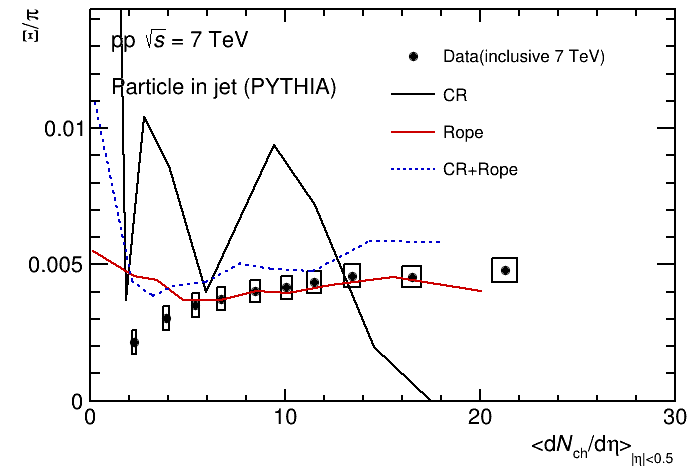 Ξ/π
pp √s = 7 TeV
Particle in jet (PYTHIA)
Data(inclusive 7 TeV)
CR
Rope
CR+Rope
0.01
0.005
0
0 10 20 30
<dNch/dη>|η|<0.5